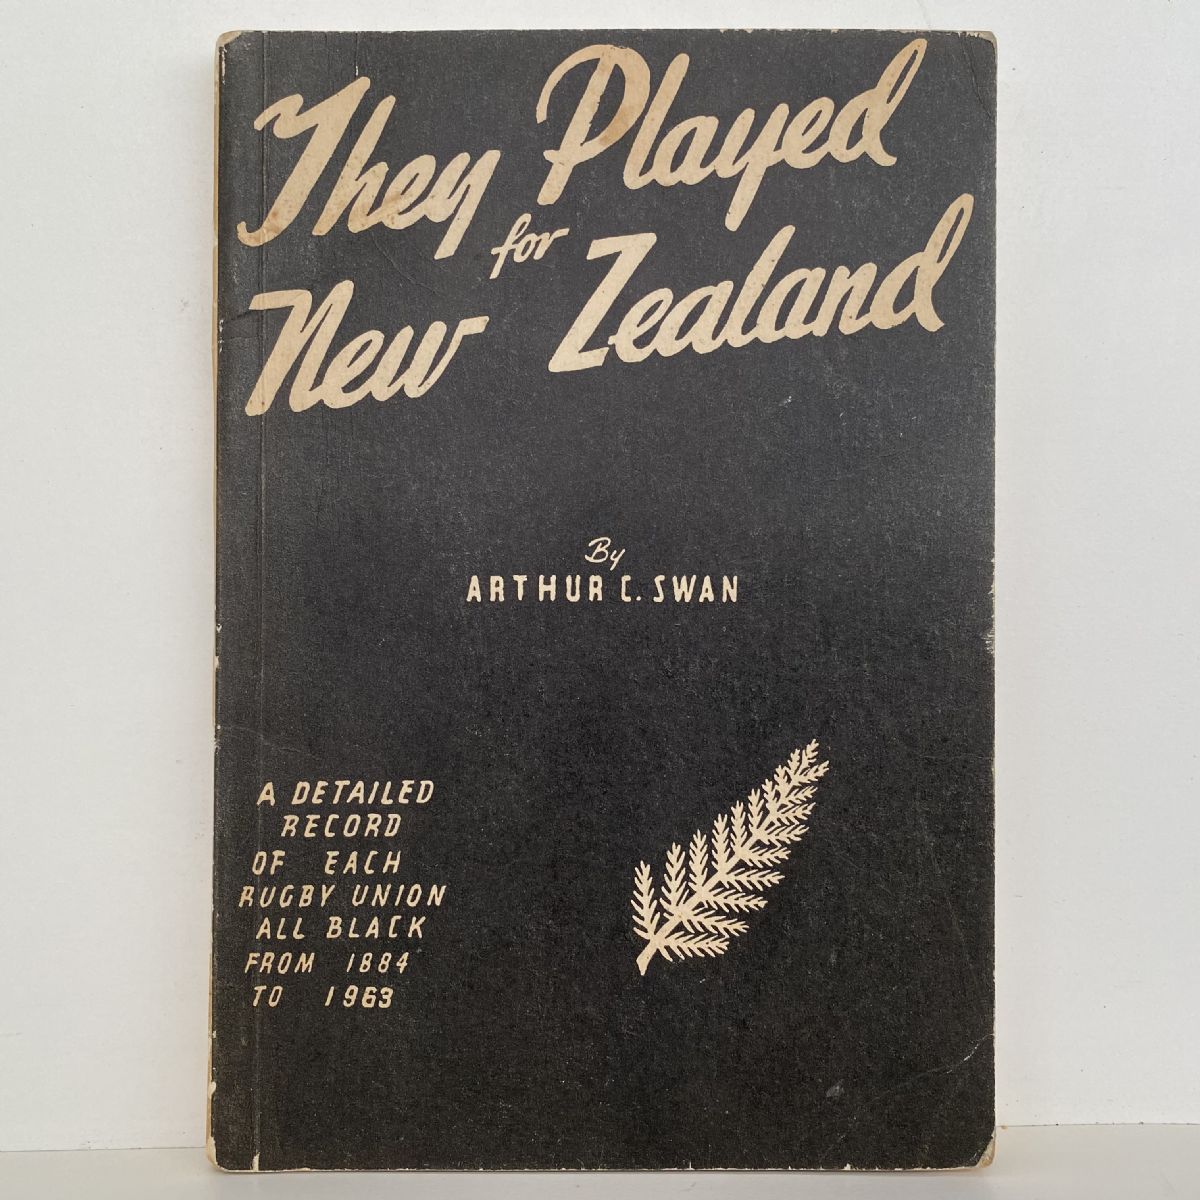 They Played
for
New Zealand
By
ARTHUR C. SWAN
A DETAILED
RECORD
OF EACH
RUGBY UNION
ALL BLACK
FROM 1884
TO 1963